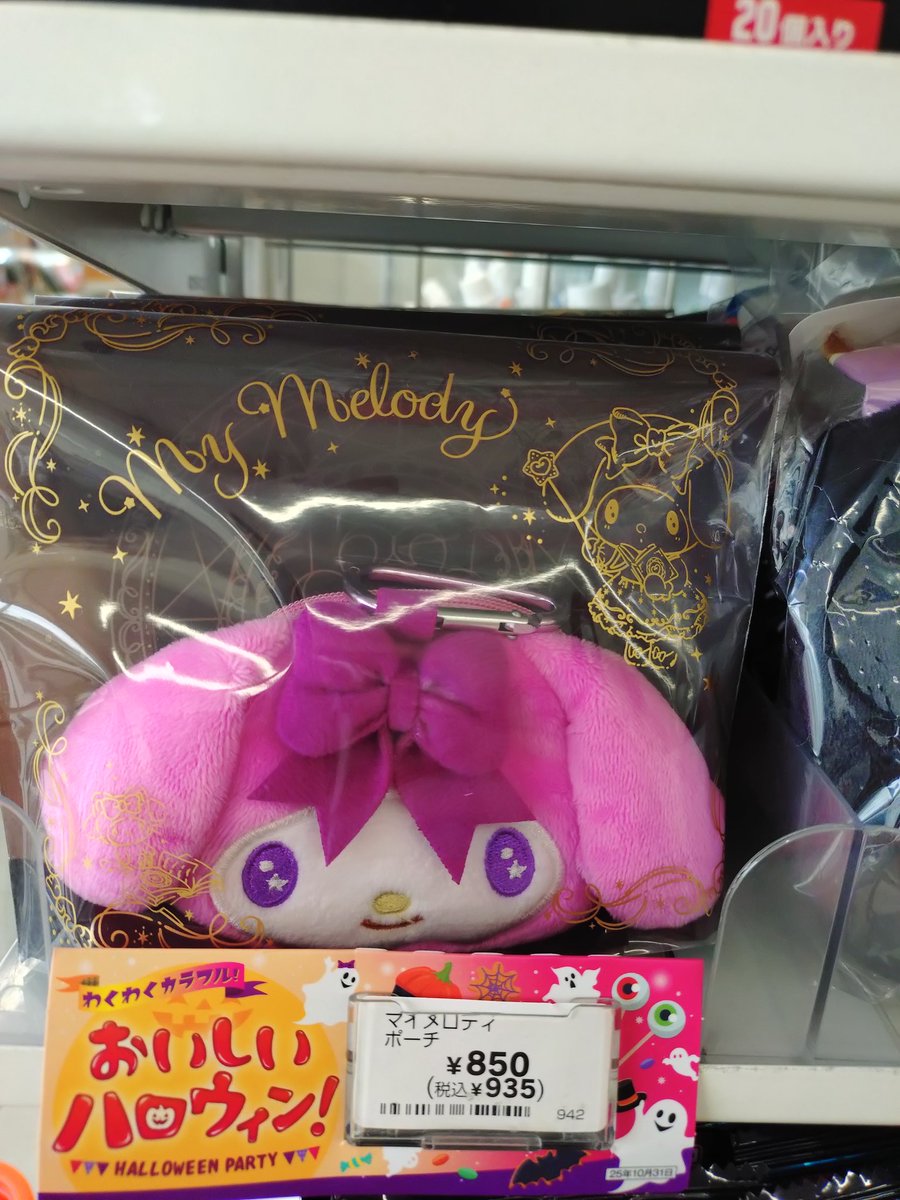 20個入り
My Melody
わくわくカラフル!
おいしい
ハロウィン!
HALLOWEEN PARTY
マイメロディ
ポーチ
¥850
(税込¥935)
942
25年10月31日